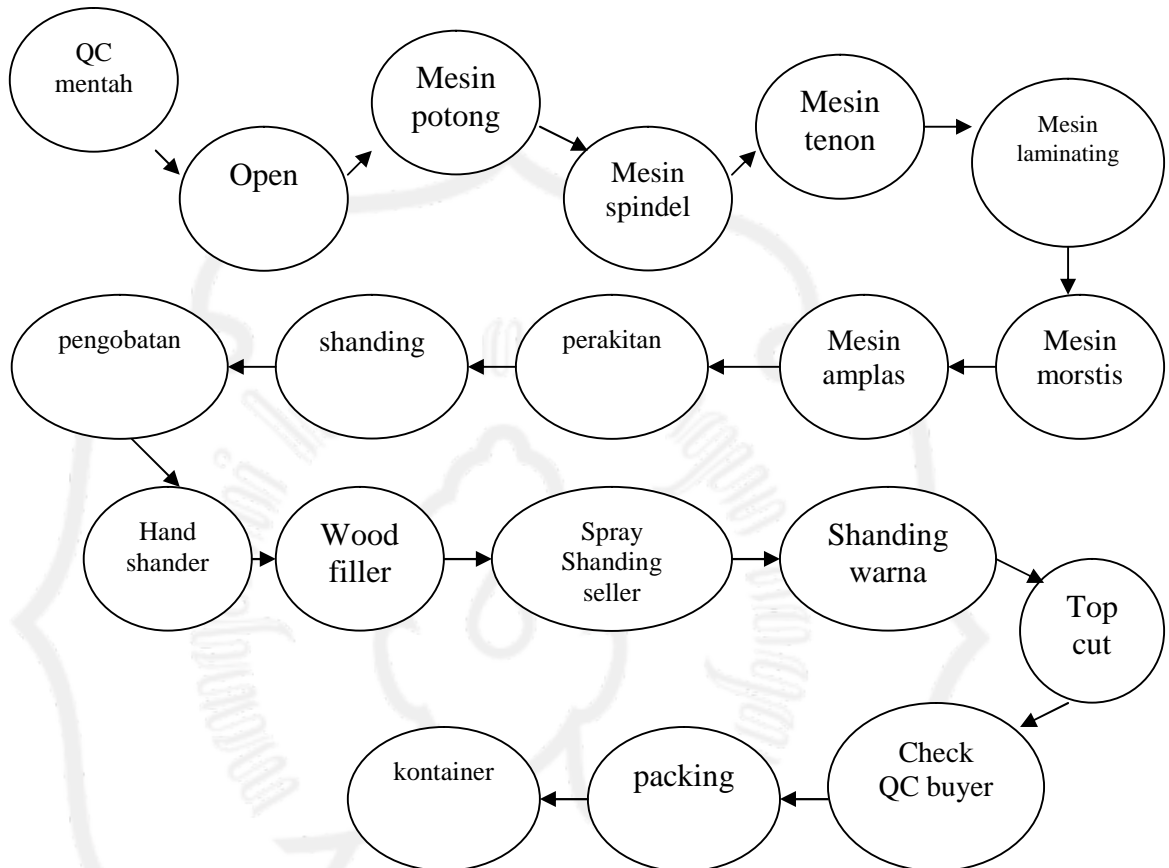 QC
mentah
Open
Mesin
potong
Mesin
spindel
Mesin
tenon
Mesin
laminating
Mesin
morstis
Mesin
amplas
perakitan
shanding
pengobatan
Hand
shander
Wood
filler
Spray
Shanding
seller
Shanding
warna
Top
cut
Check
QC buyer
packing
kontainer